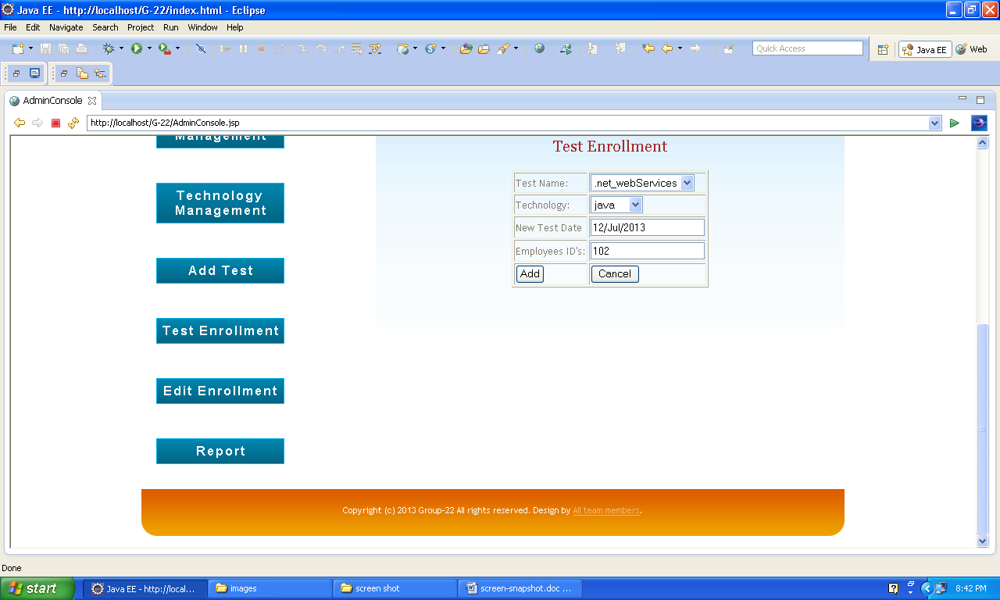 Java EE - http://localhost/G-22/index.html - Eclipse
File Edit Navigate Search Project Run Window Help
Quick Access
Java EE
Web
AdminConsole
http://localhost/G-22/AdminConsole.jsp
Management
Technology
Management
Add Test
Test Enrollment
Edit Enrollment
Report
Test Enrollment
Test Name: .net_webServices
Technology: java
New Test Date 12/Jul/2013
Employees ID's: 102
Add Cancel
Copyright (c) 2013 Group-22 All rights reserved. Design by All team members.
Done
start
Java EE - http://local...
images
screen shot
screen-snapshot.doc ...
8:42 PM